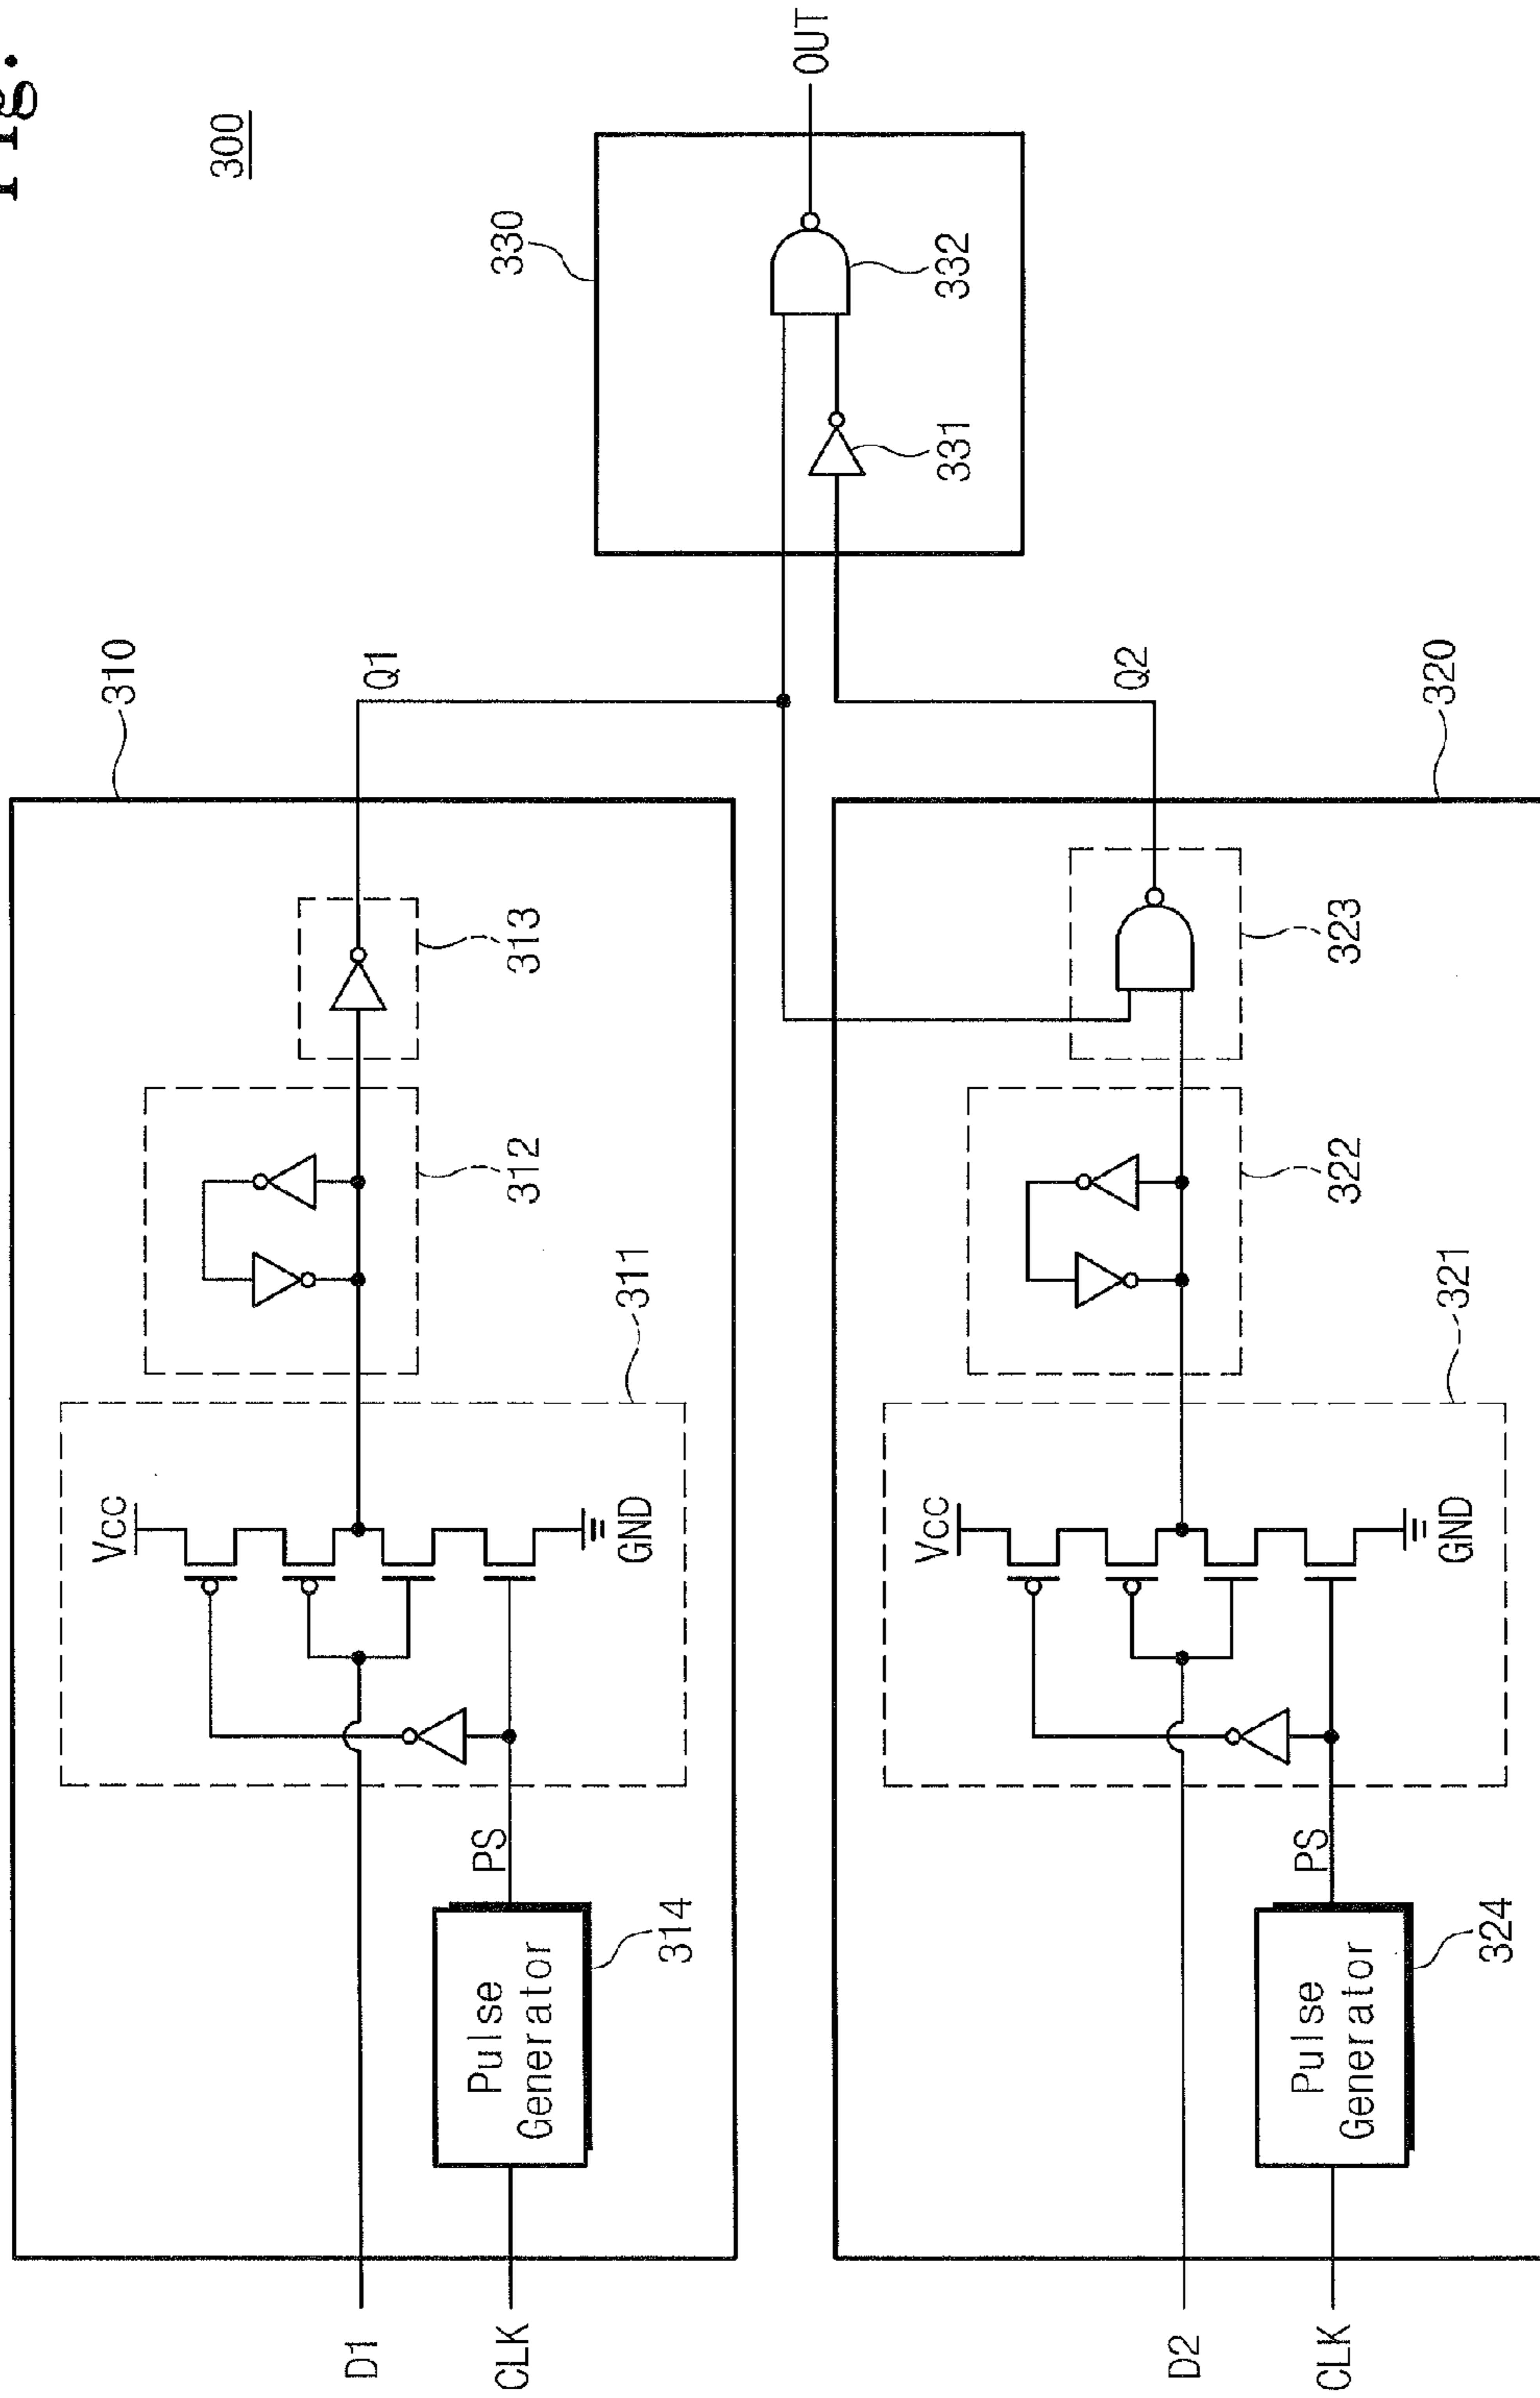 Fig.
300
310
D1
CLK
Pulse
Generator
314
PS
Vcc
GND
311
312
313
Q1
320
D2
CLK
Pulse
Generator
324
PS
Vcc
GND
321
322
323
Q2
330
331
332
OUT